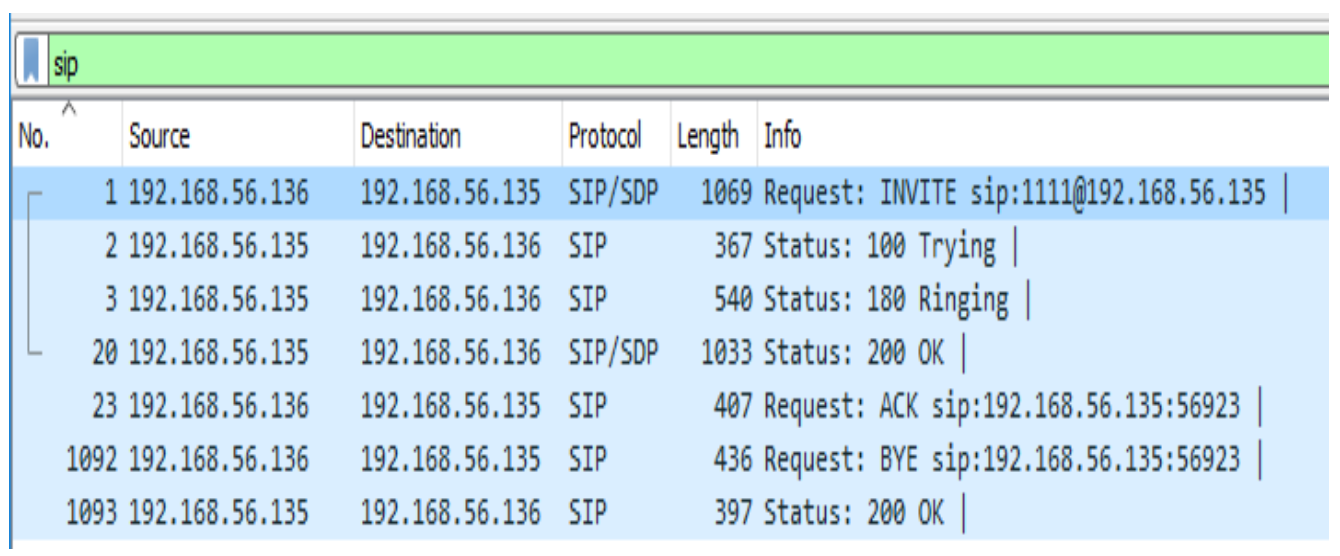 sip
No. Source Destination Protocol Length Info
1 192.168.56.136 192.168.56.135 SIP/SDP 1069 Request: INVITE sip:1111@192.168.56.135 |
2 192.168.56.135 192.168.56.136 SIP 367 Status: 100 Trying |
3 192.168.56.135 192.168.56.136 SIP 540 Status: 180 Ringing |
20 192.168.56.135 192.168.56.136 SIP/SDP 1033 Status: 200 OK |
23 192.168.56.136 192.168.56.135 SIP 407 Request: ACK sip:192.168.56.135:56923 |
1092 192.168.56.136 192.168.56.135 SIP 436 Request: BYE sip:192.168.56.135:56923 |
1093 192.168.56.135 192.168.56.136 SIP 397 Status: 200 OK |